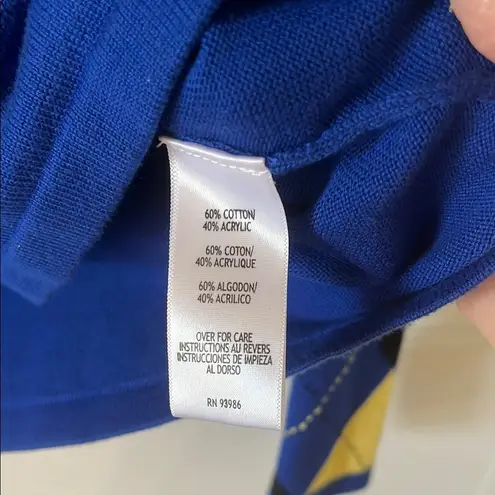 60% COTTON/
40% ACRYLIC
60% COTON/
40% ACRYLIQUE
60% ALGODON/
40% ACRILICO
OVER FOR CARE
INSTRUCTIONS AU REVERS
INSTRUCCIONES DE IMPIEZA
AL DORSO
RN 93986